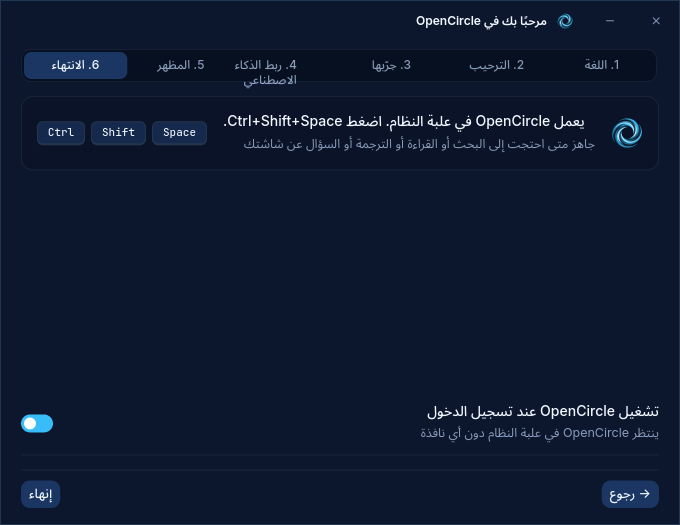 مرحبًا بك في OpenCircle
1. اللغة
2. الترحيب
3. جرّبها
4. ربط الذكاء
الاصطناعي
5. المظهر
6. الانتهاء
يعمل OpenCircle في علبة النظام. اضغط Ctrl+Shift+Space.
جاهز متى احتجت إلى البحث أو القراءة أو الترجمة أو السؤال عن شاشتك
Ctrl Shift Space
تشغيل OpenCircle عند تسجيل الدخول
ينتظر OpenCircle في علبة النظام دون أي نافذة
→ رجوع
إنهاء